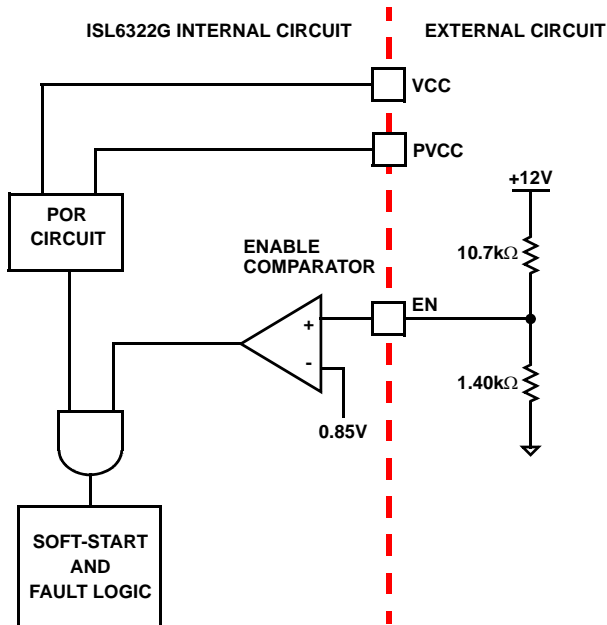 ISL6322G INTERNAL CIRCUIT
EXTERNAL CIRCUIT
VCC
PVCC
+12V
POR
CIRCUIT
10.7kΩ
ENABLE
COMPARATOR
EN
+
-
1.40kΩ
0.85V
SOFT-START
AND
FAULT LOGIC